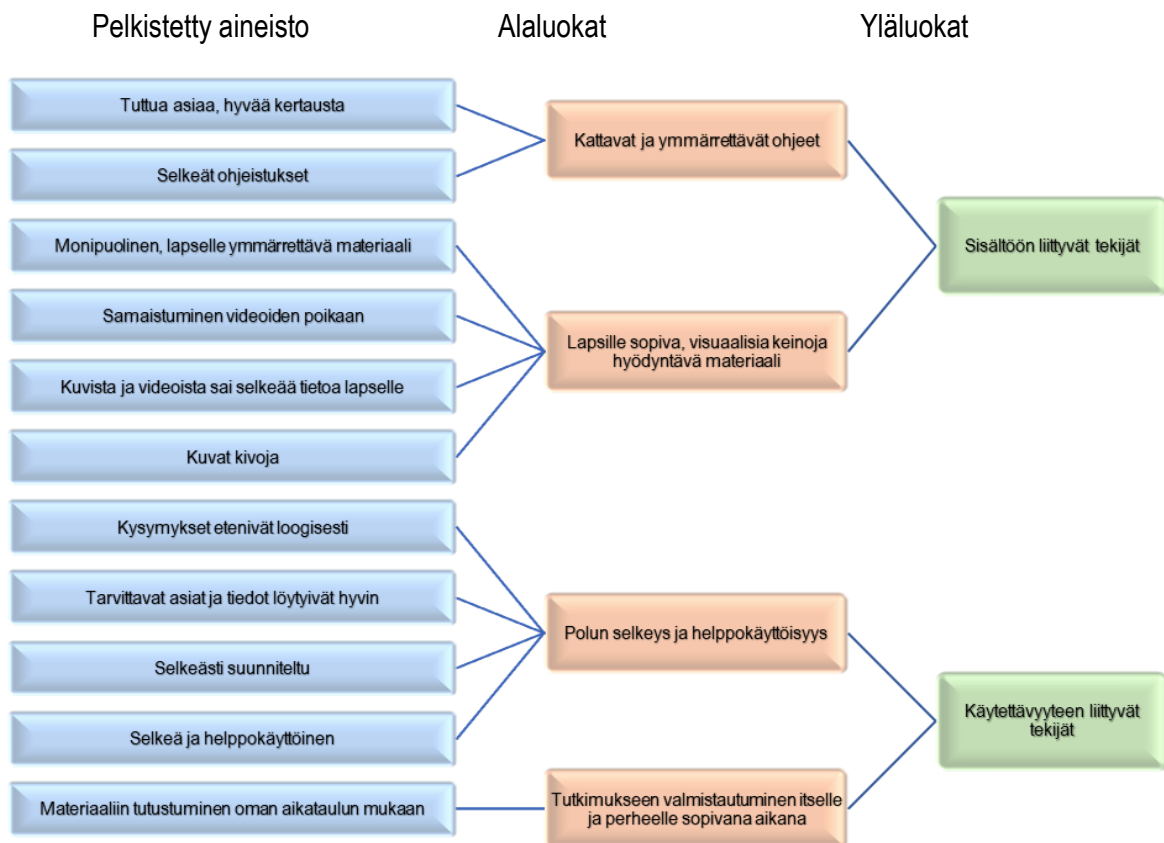 Pelkistetty aineisto
Alaluokat
Yläluokat
Tuttua asiaa, hyvää kertausta
Selkeät ohjeistukset
Monipuolinen, lapselle ymmärrettävä materiaali
Samaistuminen videoiden poikaan
Kuvista ja videoista sai selkeää tietoa lapselle
Kuvat kivoja
Kysymykset etenivät loogisesti
Tarvittavat asiat ja tiedot löytyivät hyvin
Selkeästi suunniteltu
Selkeä ja helppokäyttöinen
Materiaaliin tutustuminen oman aikataulun mukaan
Kattavat ja ymmärrettävät ohjeet
Lapsille sopiva, visuaalisia keinoja
hyödyntävä materiaali
Polun selkeys ja helppokäyttöisyys
Tutkimukseen valmistautuminen itselle
ja perheelle sopivana aikana
Sisältöön liittyvät tekijät
Käytettävyyteen liittyvät
tekijät